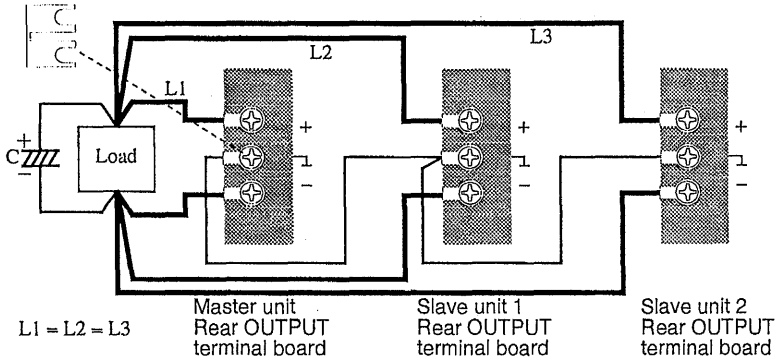 L3
L2
L1
+
+
+
+
C
Load
−
−
−
−
L1 = L2 = L3
Master unit
Rear OUTPUT
terminal board
Slave unit 1
Rear OUTPUT
terminal board
Slave unit 2
Rear OUTPUT
terminal board